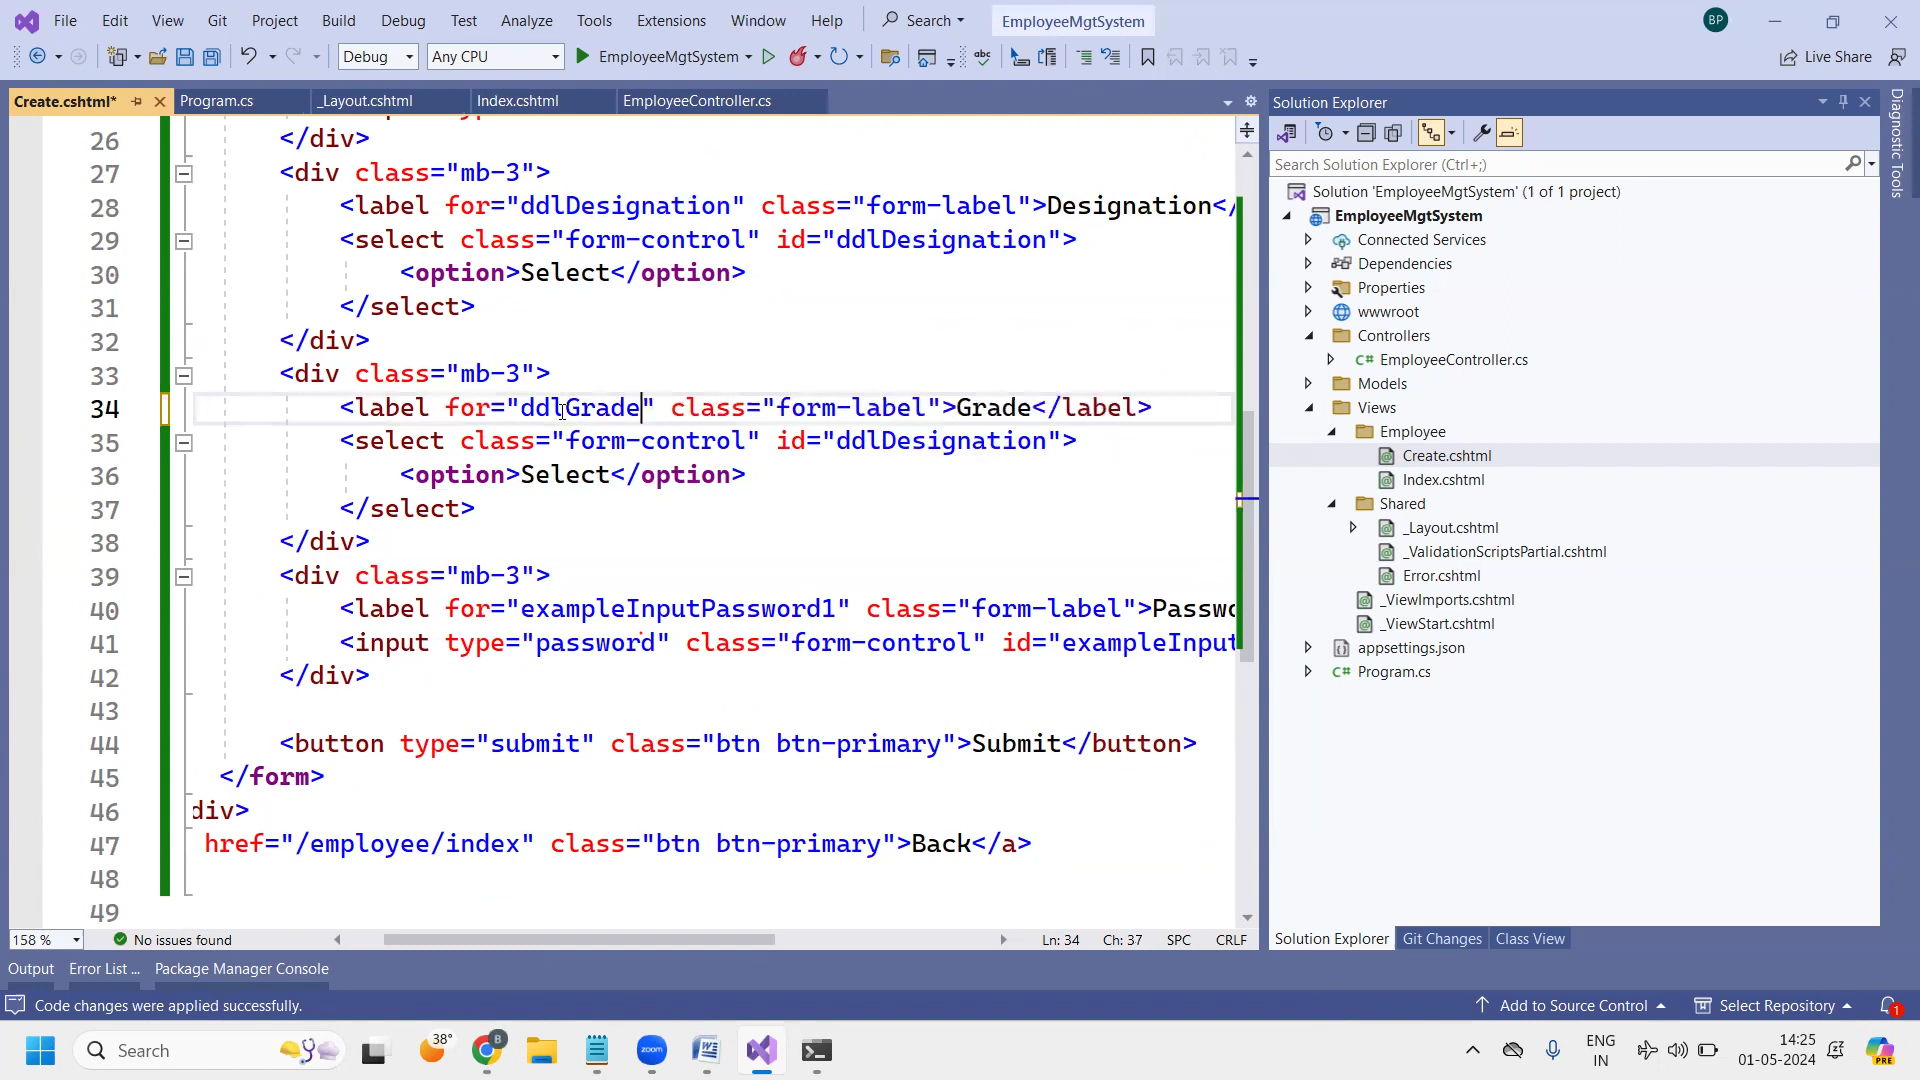 File Edit View Git Project Build Debug Test Analyze Tools Extensions Window Help Search EmployeeMgtSystem BP
Debug Any CPU EmployeeMgtSystem Live Share
Create.cshtml* Program.cs _Layout.cshtml Index.cshtml EmployeeController.cs
26 </div>
27 <div class="mb-3">
28 <label for="ddlDesignation" class="form-label">Designation</
29 <select class="form-control" id="ddlDesignation">
30 <option>Select</option>
31 </select>
32 </div>
33 <div class="mb-3">
34 <label for="ddlGrade" class="form-label">Grade</label>
35 <select class="form-control" id="ddlDesignation">
36 <option>Select</option>
37 </select>
38 </div>
39 <div class="mb-3">
40 <label for="exampleInputPassword1" class="form-label">Passwo
41 <input type="password" class="form-control" id="exampleInput
42 </div>
43
44 <button type="submit" class="btn btn-primary">Submit</button>
45 </form>
46 div>
47 href="/employee/index" class="btn btn-primary">Back</a>
48
49
158 % No issues found Ln: 34 Ch: 37 SPC CRLF
Solution Explorer
Search Solution Explorer (Ctrl+;)
Solution 'EmployeeMgtSystem' (1 of 1 project)
EmployeeMgtSystem
Connected Services
Dependencies
Properties
wwwroot
Controllers
C# EmployeeController.cs
Models
Views
Employee
Create.cshtml
Index.cshtml
Shared
_Layout.cshtml
_ValidationScriptsPartial.cshtml
Error.cshtml
_ViewImports.cshtml
_ViewStart.cshtml
appsettings.json
C# Program.cs
Solution Explorer Git Changes Class View
Diagnostic Tools
Output Error List ... Package Manager Console
Code changes were applied successfully. Add to Source Control Select Repository 1
Search 38° B zoom ENG IN 14:25 01-05-2024 PRE